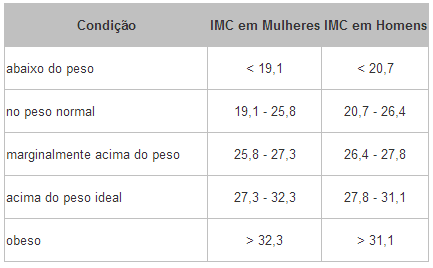 Condição IMC em Mulheres IMC em Homens
abaixo do peso < 19,1 < 20,7
no peso normal 19,1 - 25,8 20,7 - 26,4
marginalmente acima do peso 25,8 - 27,3 26,4 - 27,8
acima do peso ideal 27,3 - 32,3 27,8 - 31,1
obeso > 32,3 > 31,1